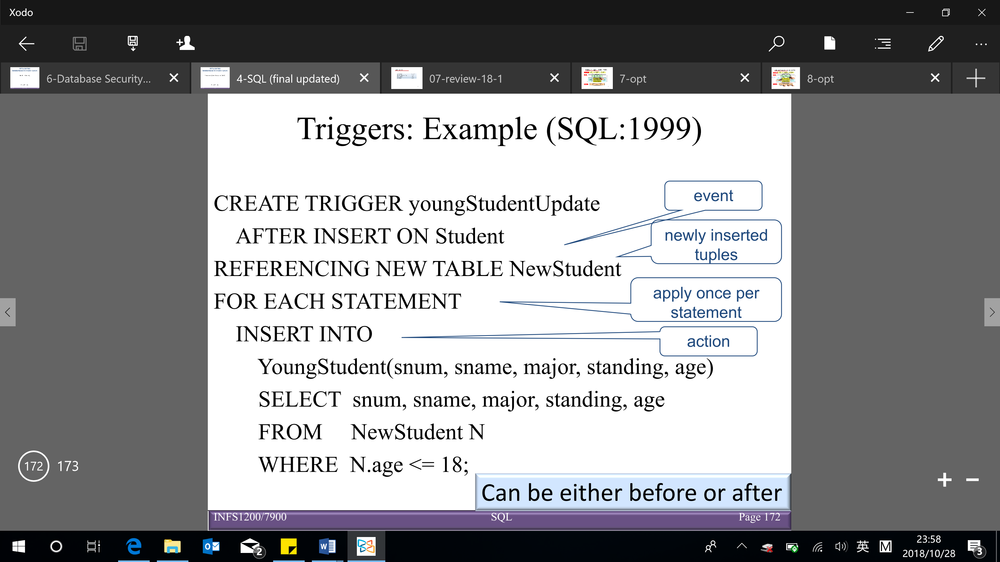 Xodo
6-Database Security...
4-SQL (final updated)
07-review-18-1
7-opt
8-opt
Triggers: Example (SQL:1999)
event
CREATE TRIGGER youngStudentUpdate
AFTER INSERT ON Student
newly inserted
tuples
REFERENCING NEW TABLE NewStudent
apply once per
statement
FOR EACH STATEMENT
INSERT INTO
action
YoungStudent(snum, sname, major, standing, age)
SELECT snum, sname, major, standing, age
FROM NewStudent N
WHERE N.age <= 18;
Can be either before or after
172 173
INFS1200/7900 SQL Page 172
2
英
M
23:58
2018/10/28
3